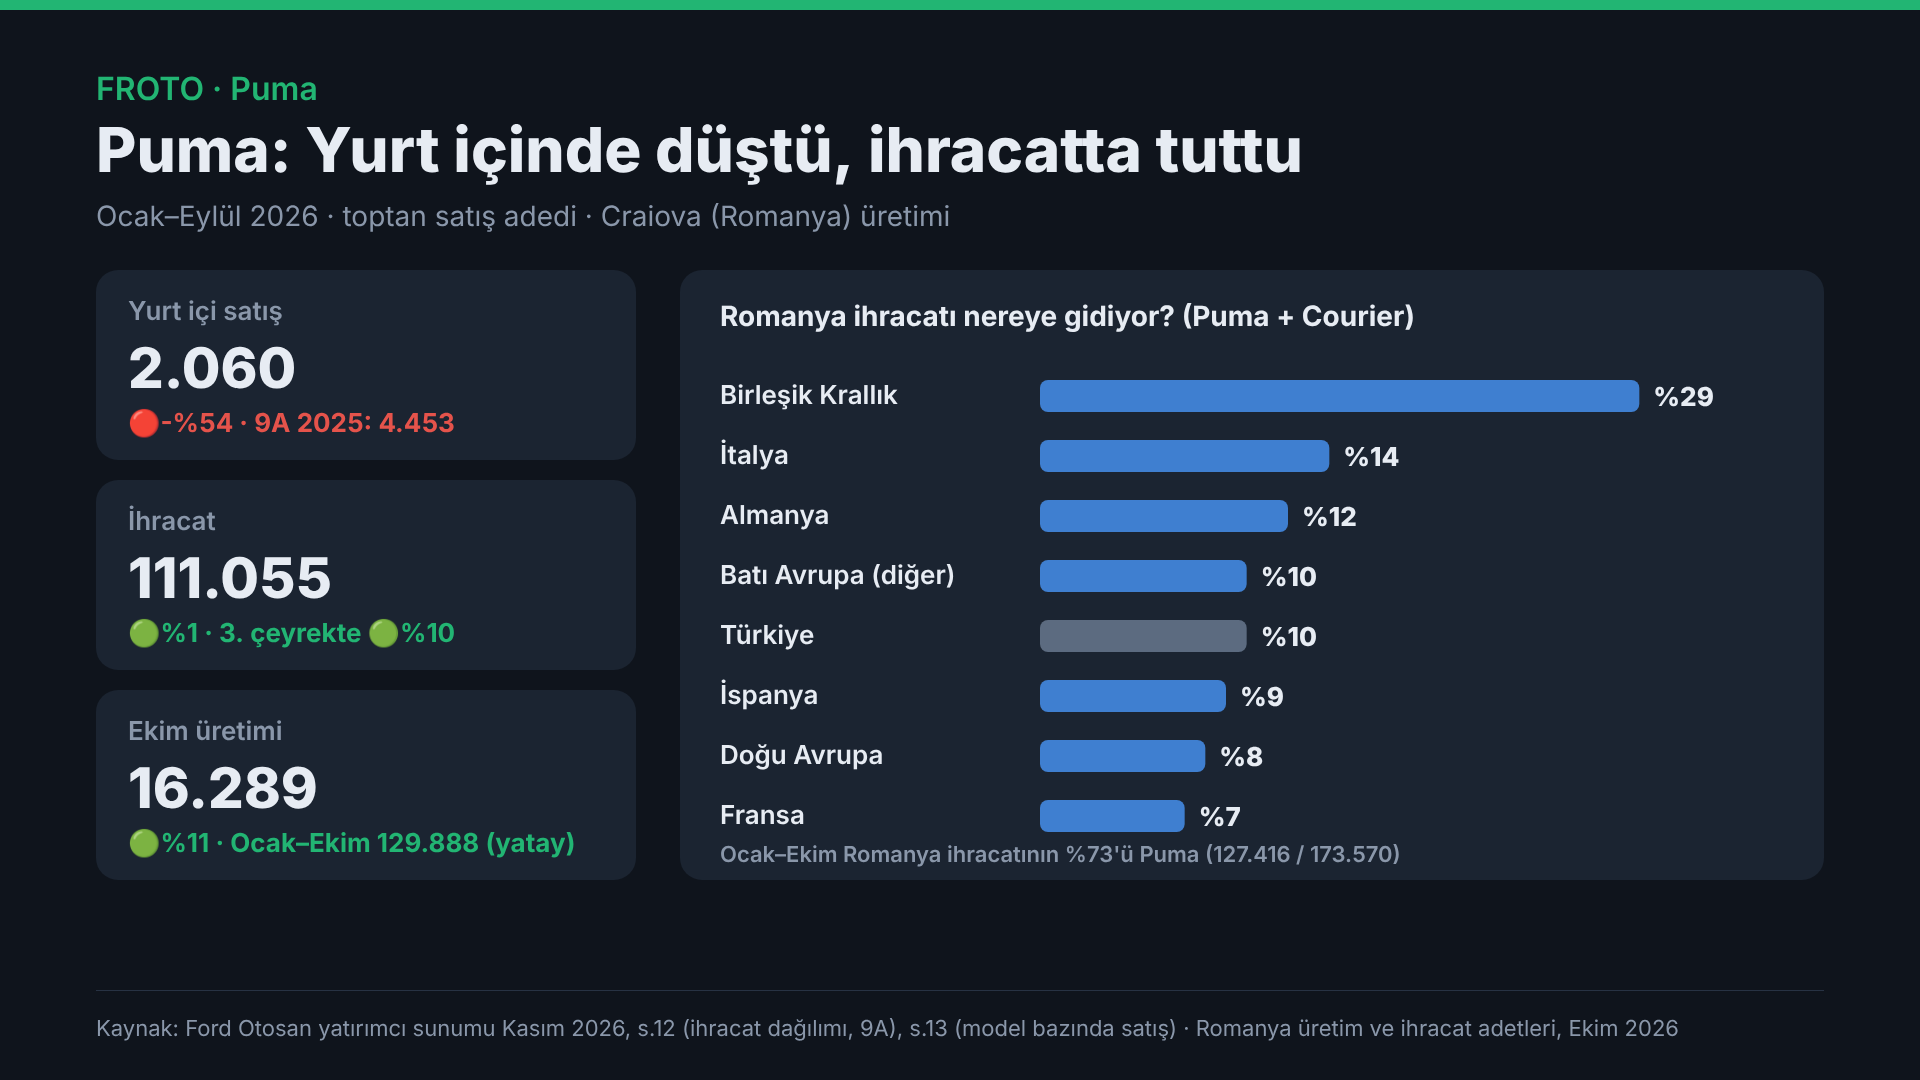 FROTO · Puma
Puma: Yurt içinde düştü, ihracatta tuttu
Ocak–Eylül 2026 · toptan satış adedi · Craiova (Romanya) üretimi
Yurt içi satış
2.060
🔴-%54 · 9A 2025: 4.453
İhracat
111.055
🟢%1 · 3. çeyrekte 🟢%10
Ekim üretimi
16.289
🟢%11 · Ocak–Ekim 129.888 (yatay)
Romanya ihracatı nereye gidiyor? (Puma + Courier)
Birleşik Krallık %29
İtalya %14
Almanya %12
Batı Avrupa (diğer) %10
Türkiye %10
İspanya %9
Doğu Avrupa %8
Fransa %7
Ocak–Ekim Romanya ihracatının %73'ü Puma (127.416 / 173.570)
Kaynak: Ford Otosan yatırımcı sunumu Kasım 2026, s.12 (ihracat dağılımı, 9A), s.13 (model bazında satış) · Romanya üretim ve ihracat adetleri, Ekim 2026